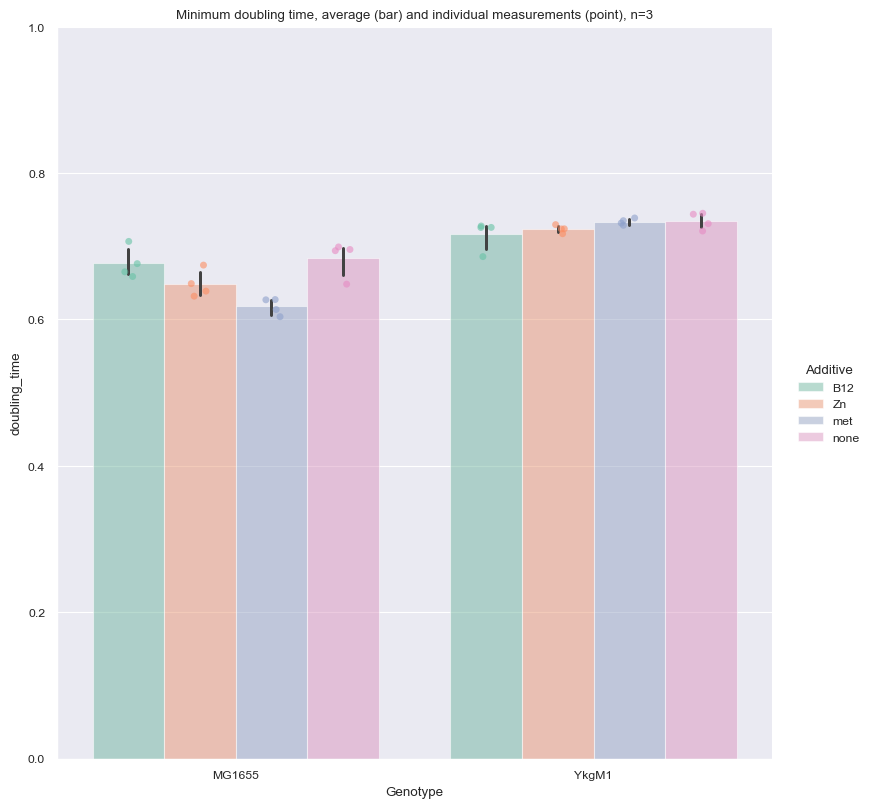 Minimum doubling time, average (bar) and individual measurements (point), n=3
1.0
0.8
0.6
0.4
0.2
0.0
doubling_time
MG1655
YkgM1
Genotype
Additive
B12
Zn
met
none